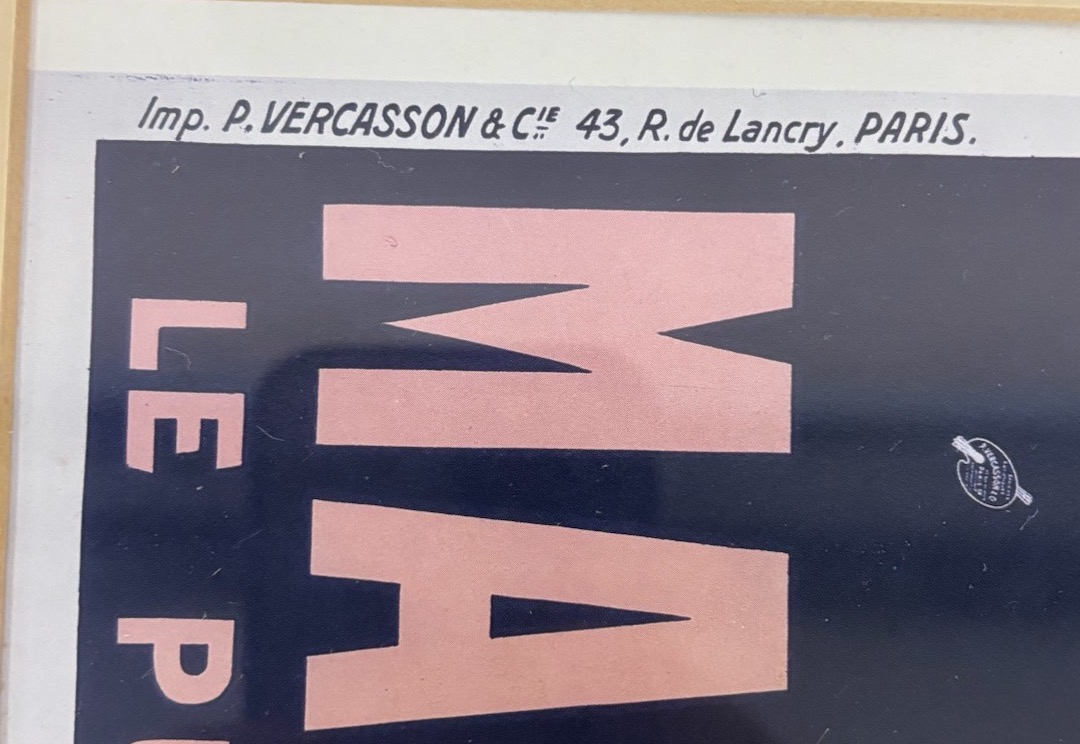 Imp. P. VERCASSON & Cᴵᴱ 43, R. de Lancry. PARIS.
MA
LE P